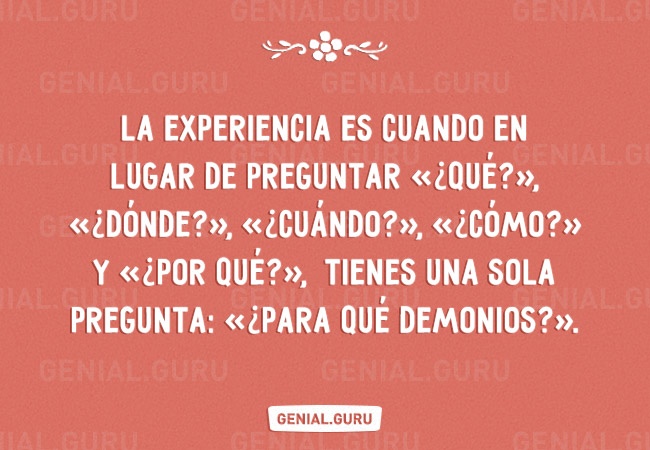 LA EXPERIENCIA ES CUANDO EN
LUGAR DE PREGUNTAR «¿QUÉ?»,
«¿DÓNDE?», «¿CUÁNDO?», «¿CÓMO?»
Y «¿POR QUÉ?», TIENES UNA SOLA
PREGUNTA: «¿PARA QUÉ DEMONIOS?».
GENIAL.GURU